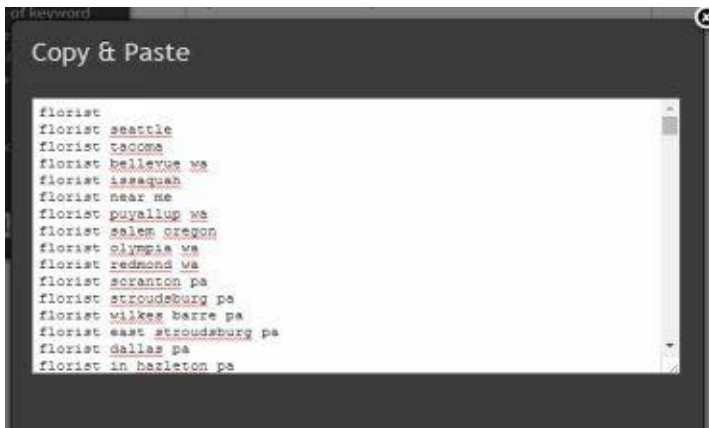 of keyword
Copy & Paste
florist
florist seattle
florist tacoma
florist bellevue wa
florist issaquah
florist near me
florist puyallup wa
florist salem oregon
florist olympia wa
florist redmond wa
florist scranton pa
florist stroudsburg pa
florist wilkes barre pa
florist east stroudsburg pa
florist dallas pa
florist in hazleton pa